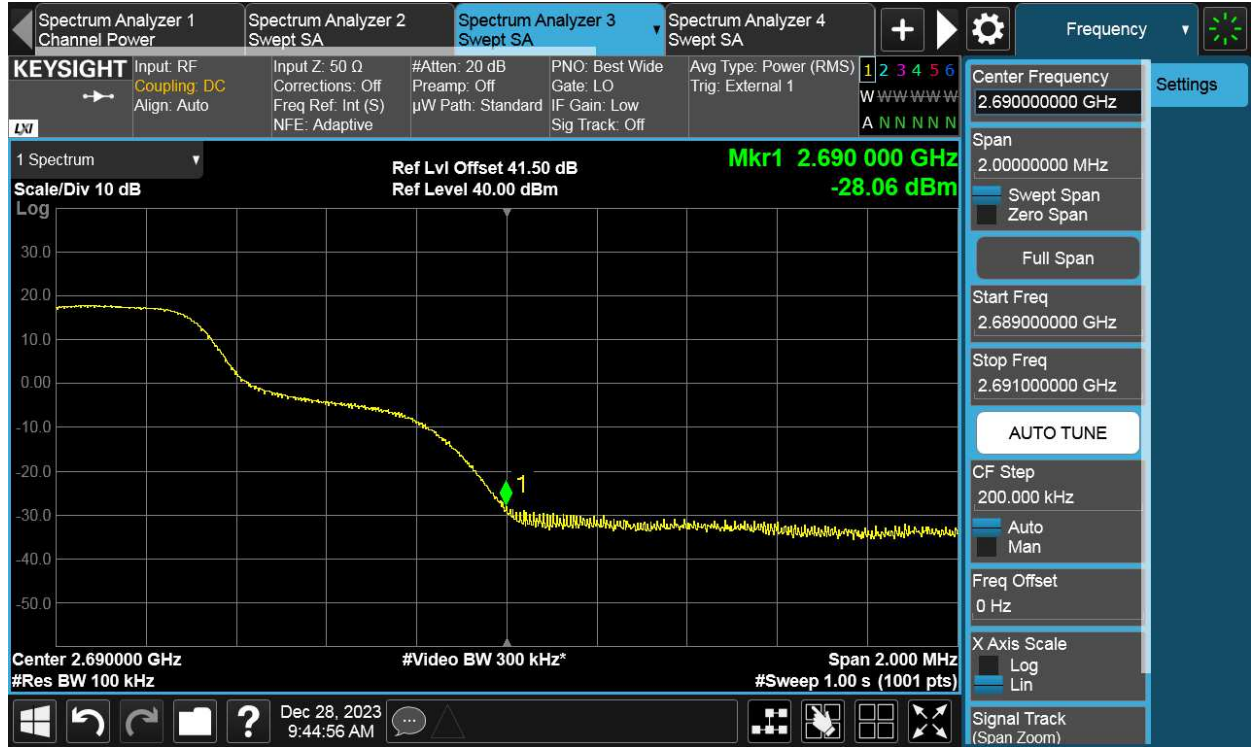 Spectrum Analyzer 1
Channel Power
Spectrum Analyzer 2
Swept SA
Spectrum Analyzer 3
Swept SA
Spectrum Analyzer 4
Swept SA
+
Frequency
KEYSIGHT
LXI
Input: RF
Coupling: DC
Align: Auto
Input Z: 50 Ω
Corrections: Off
Freq Ref: Int (S)
NFE: Adaptive
#Atten: 20 dB
Preamp: Off
µW Path: Standard
PNO: Best Wide
Gate: LO
IF Gain: Low
Sig Track: Off
Avg Type: Power (RMS)
Trig: External 1
1 2 3 4 5 6
W W W W W W
A N N N N N
1 Spectrum
Scale/Div 10 dB
Log
Ref Lvl Offset 41.50 dB
Ref Level 40.00 dBm
Mkr1 2.690 000 GHz
-28.06 dBm
30.0
20.0
10.0
0.00
-10.0
-20.0
-30.0
-40.0
-50.0
1
Center 2.690000 GHz
#Video BW 300 kHz*
Span 2.000 MHz
#Res BW 100 kHz
#Sweep 1.00 s (1001 pts)
Settings
Center Frequency
2.690000000 GHz
Span
2.00000000 MHz
Swept Span
Zero Span
Full Span
Start Freq
2.689000000 GHz
Stop Freq
2.691000000 GHz
AUTO TUNE
CF Step
200.000 kHz
Auto
Man
Freq Offset
0 Hz
X Axis Scale
Log
Lin
Signal Track
(Span Zoom)
?
Dec 28, 2023
9:44:56 AM